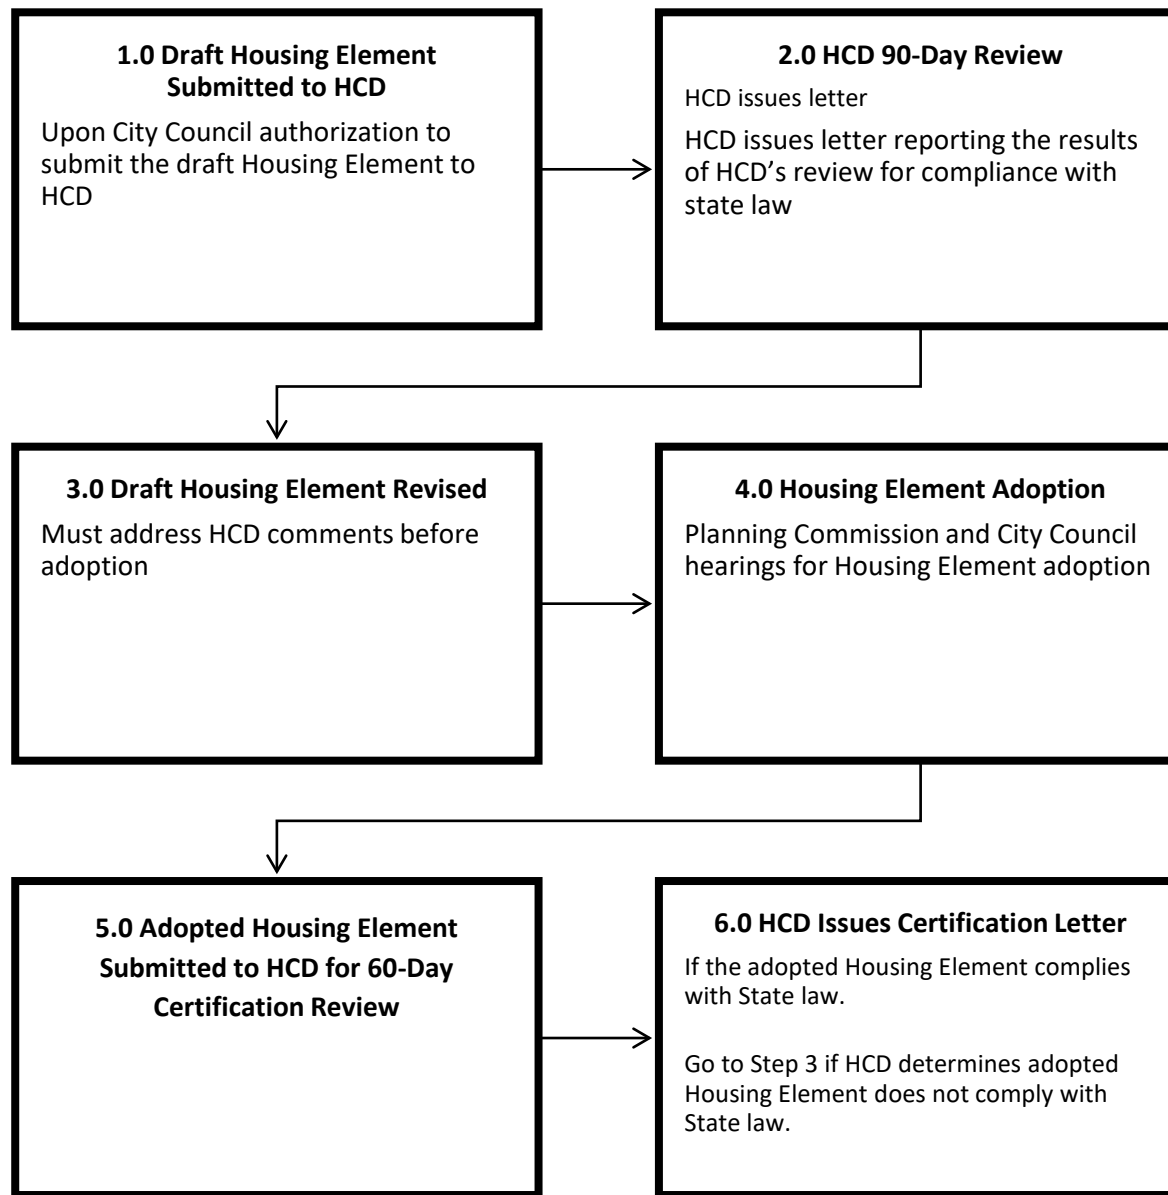 1.0 Draft Housing Element
Submitted to HCD
Upon City Council authorization to
submit the draft Housing Element to
HCD
2.0 HCD 90-Day Review
HCD issues letter
HCD issues letter reporting the results
of HCD’s review for compliance with
state law
3.0 Draft Housing Element Revised
Must address HCD comments before
adoption
4.0 Housing Element Adoption
Planning Commission and City Council
hearings for Housing Element adoption
5.0 Adopted Housing Element
Submitted to HCD for 60-Day
Certification Review
6.0 HCD Issues Certification Letter
If the adopted Housing Element complies
with State law.
Go to Step 3 if HCD determines adopted
Housing Element does not comply with
State law.